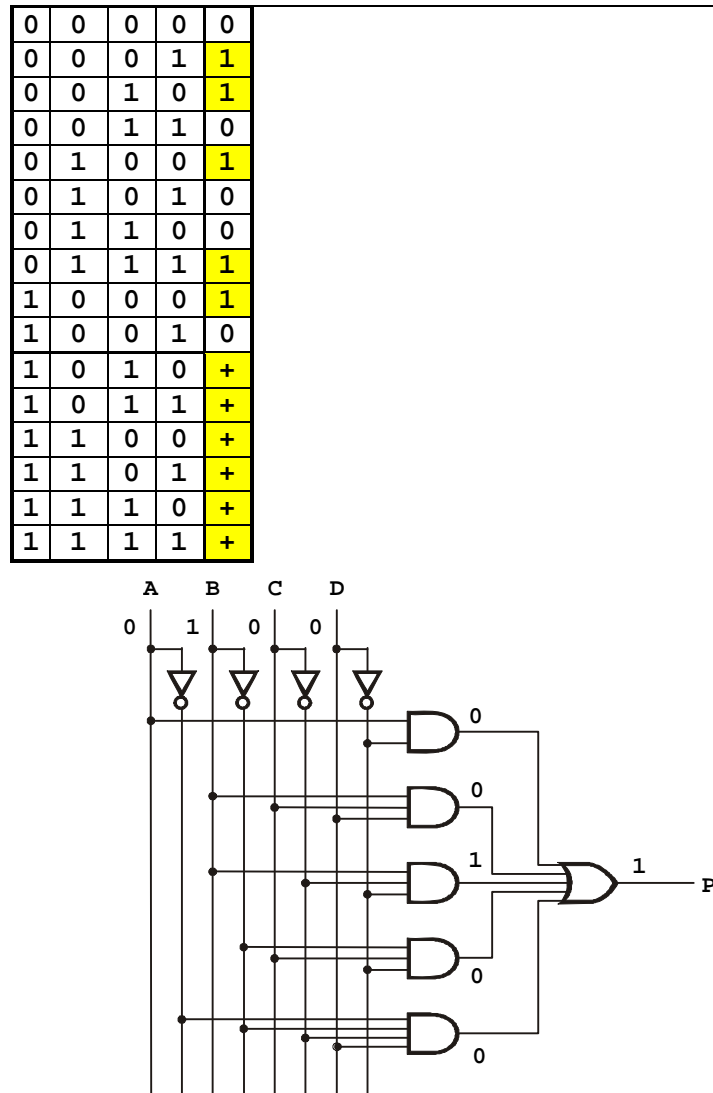 0 0 0 0 0
0 0 0 1 1
0 0 1 0 1
0 0 1 1 0
0 1 0 0 1
0 1 0 1 0
0 1 1 0 0
0 1 1 1 1
1 0 0 0 1
1 0 0 1 0
1 0 1 0 +
1 0 1 1 +
1 1 0 0 +
1 1 0 1 +
1 1 1 0 +
1 1 1 1 +
A B C D
0 1 0 0
0
0
1
1
P
0
0